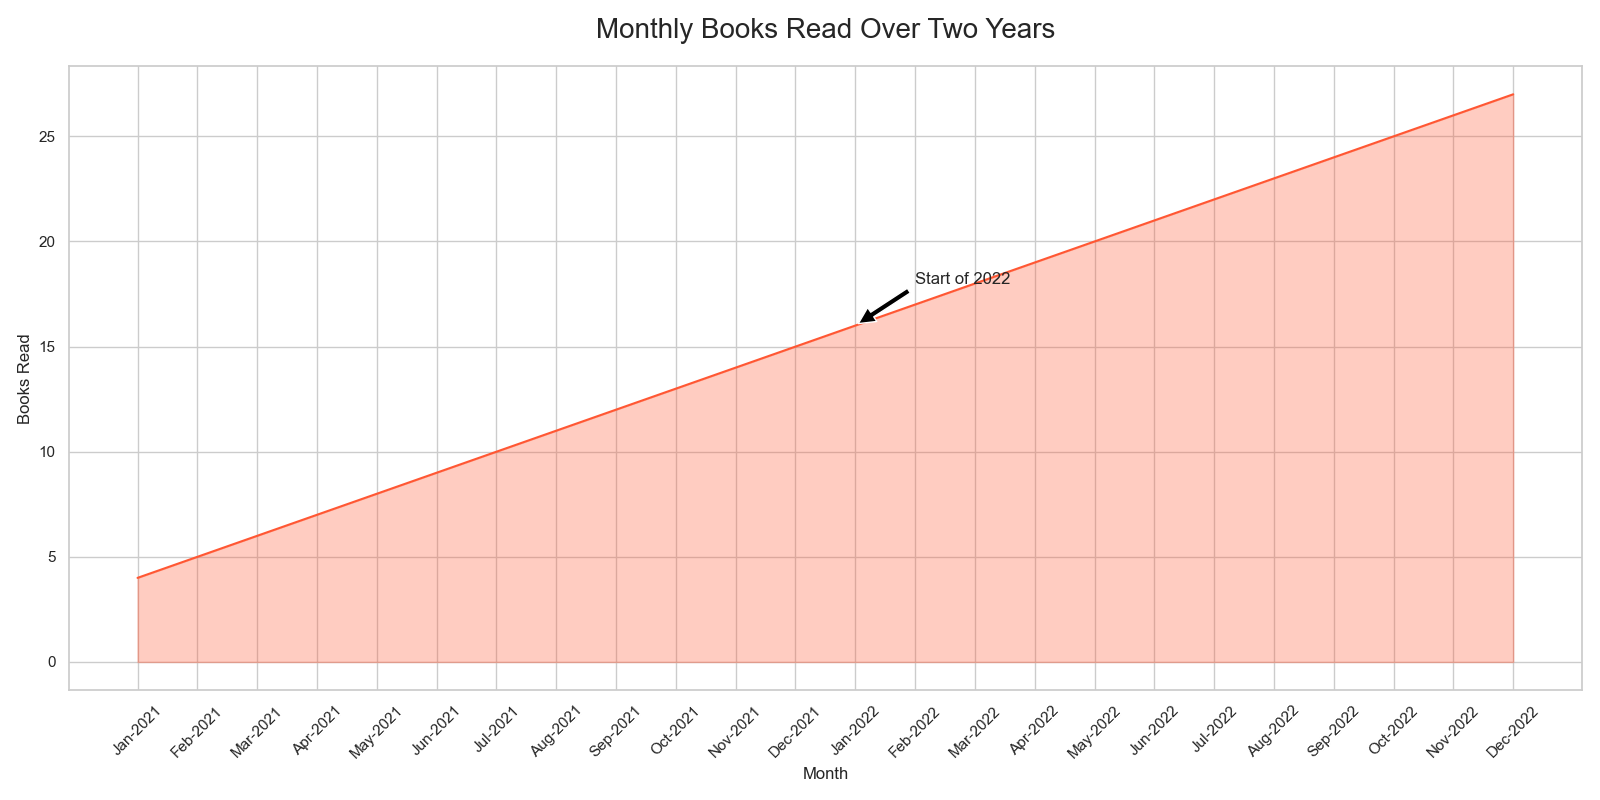 Monthly Books Read Over Two Years
Books Read
25
20
15
10
5
0
Start of 2022
Jan-2021
Feb-2021
Mar-2021
Apr-2021
May-2021
Jun-2021
Jul-2021
Aug-2021
Sep-2021
Oct-2021
Nov-2021
Dec-2021
Jan-2022
Feb-2022
Mar-2022
Apr-2022
May-2022
Jun-2022
Jul-2022
Aug-2022
Sep-2022
Oct-2022
Nov-2022
Dec-2022
Month